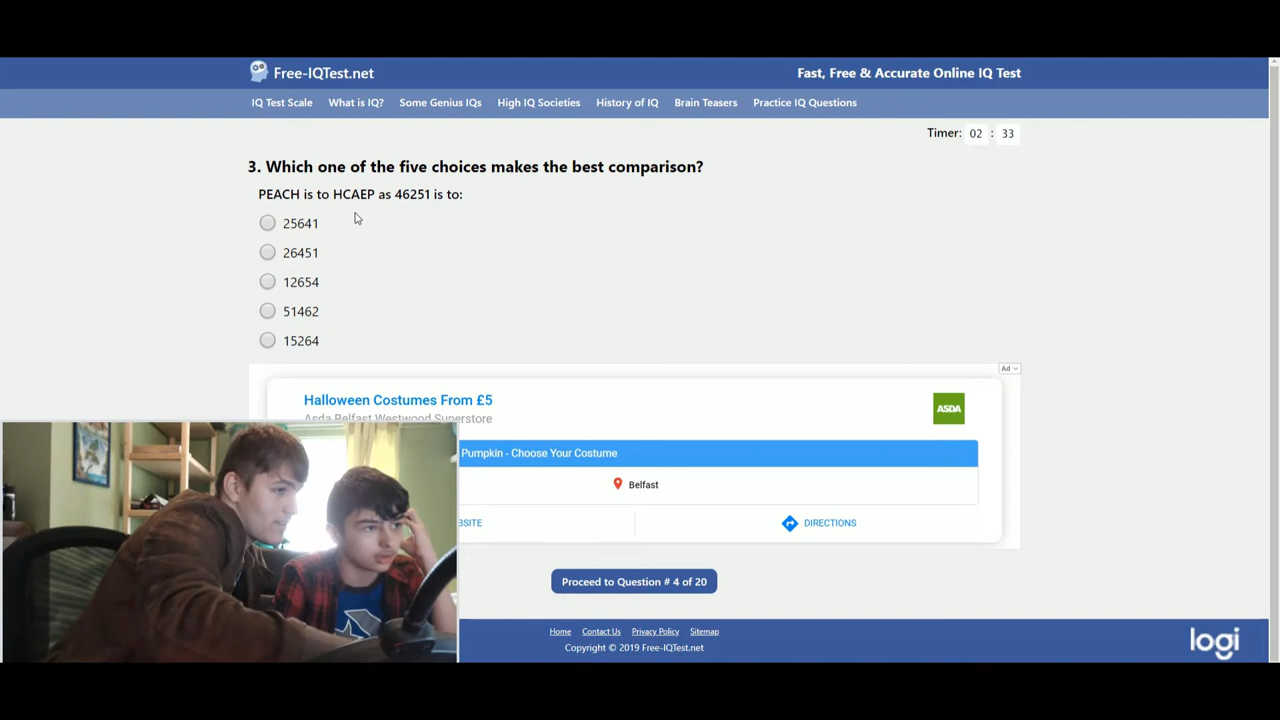 Free-IQTest.net
Fast, Free & Accurate Online IQ Test
IQ Test Scale What is IQ? Some Genius IQs High IQ Societies History of IQ Brain Teasers Practice IQ Questions
Timer: 02 : 33
3. Which one of the five choices makes the best comparison?
PEACH is to HCAEP as 46251 is to:
25641
26451
12654
51462
15264
Ad
Halloween Costumes From £5
Asda Belfast Westwood Superstore
ASDA
Pumpkin - Choose Your Costume
Belfast
DIRECTIONS
Proceed to Question # 4 of 20
Home Contact Us Privacy Policy Sitemap
Copyright © 2019 Free-IQTest.net
logi